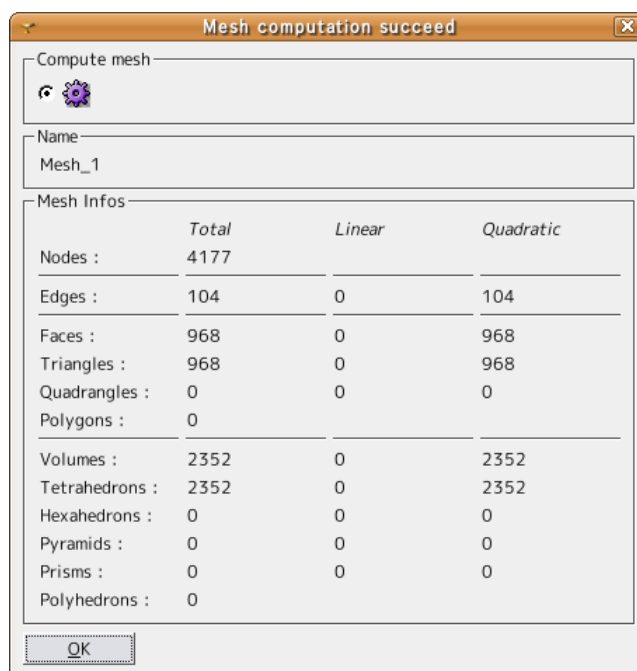 Mesh computation succeed
Compute mesh
Name
Mesh_1
Mesh Infos
Total Linear Quadratic
Nodes : 4177
Edges : 104 0 104
Faces : 968 0 968
Triangles : 968 0 968
Quadrangles : 0 0 0
Polygons : 0
Volumes : 2352 0 2352
Tetrahedrons : 2352 0 2352
Hexahedrons : 0 0 0
Pyramids : 0 0 0
Prisms : 0 0 0
Polyhedrons : 0
OK